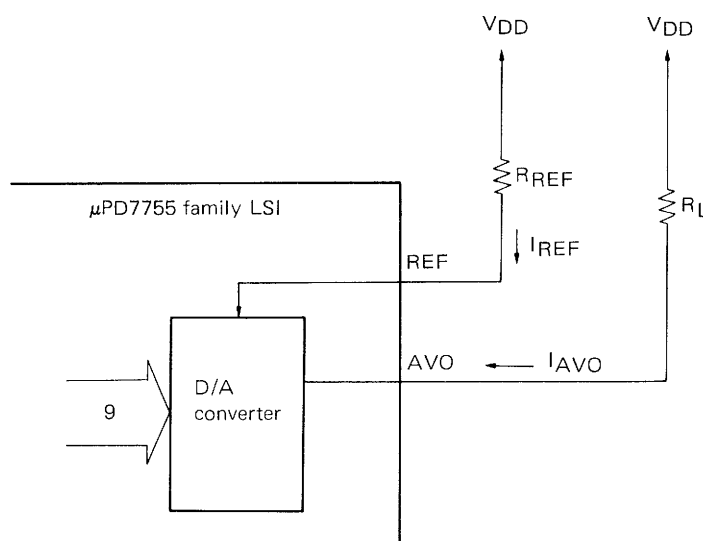 VDD
VDD
RREF
RL
μPD7755 family LSI
IREF
REF
AVO
IAVO
D/A
converter
9